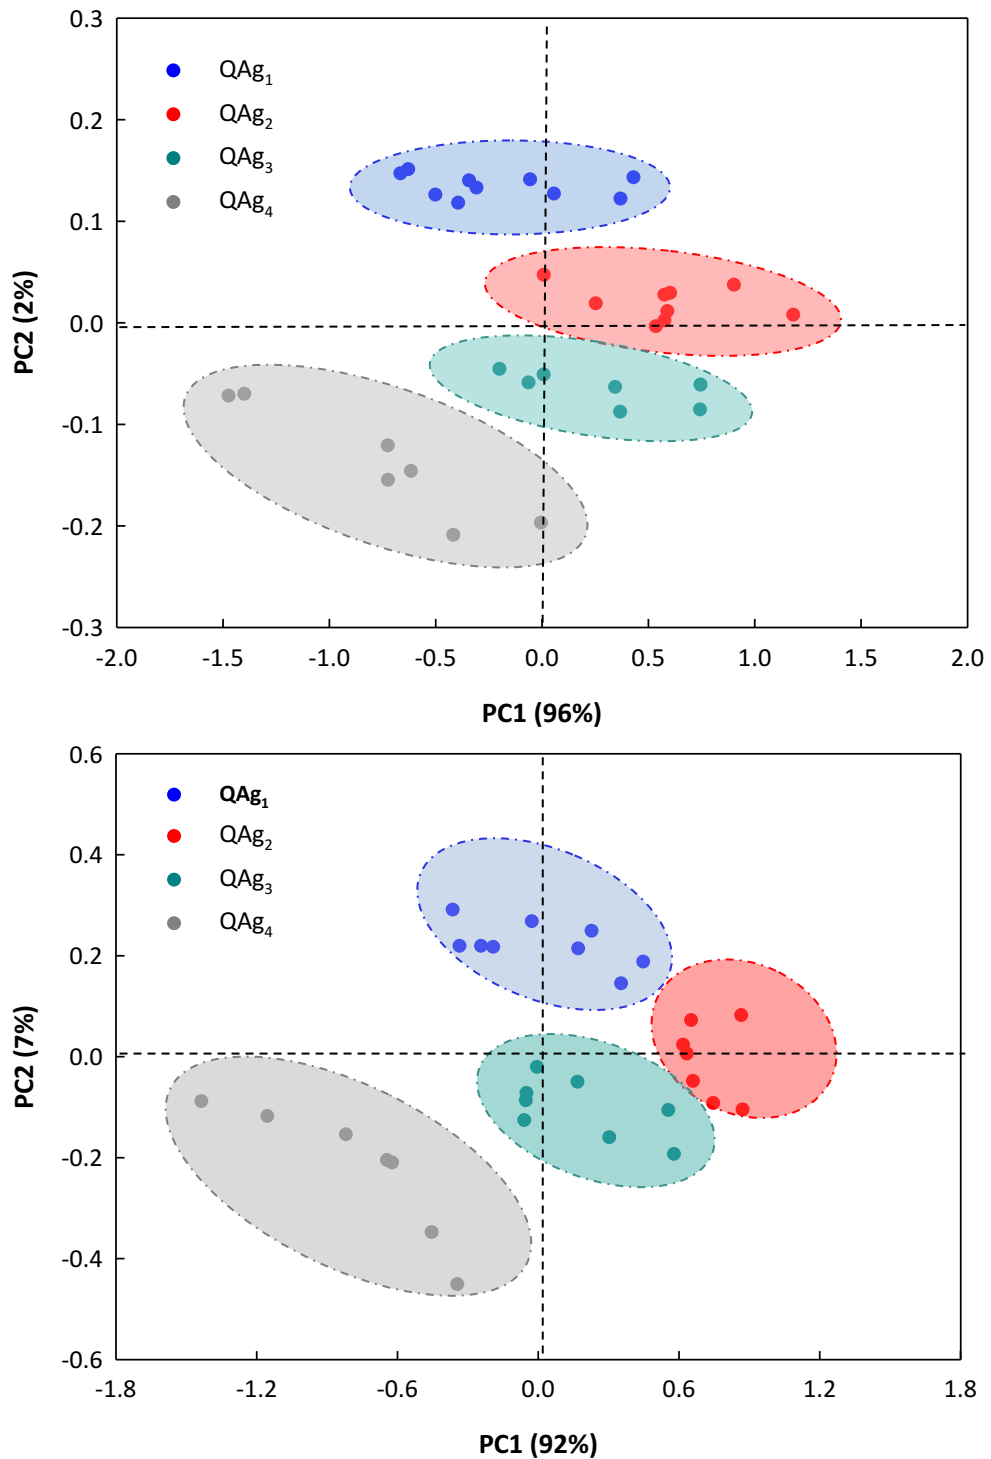 0.3
QAg₁
QAg₂
QAg₃
QAg₄
0.2
0.1
0.0
-0.1
-0.2
-0.3
PC2 (2%)
-2.0 -1.5 -1.0 -0.5 0.0 0.5 1.0 1.5 2.0
PC1 (96%)
0.6
QAg₁
QAg₂
QAg₃
QAg₄
0.4
0.2
0.0
-0.2
-0.4
-0.6
PC2 (7%)
-1.8 -1.2 -0.6 0.0 0.6 1.2 1.8
PC1 (92%)